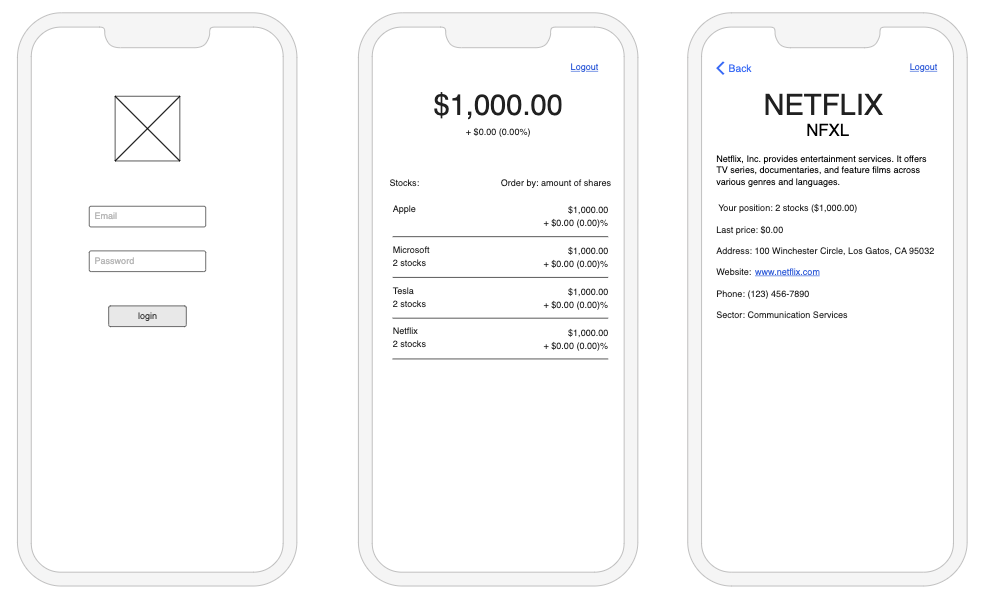 Email
Password
login
Logout
$1,000.00
+ $0.00 (0.00%)
Stocks: Order by: amount of shares
Apple $1,000.00
+ $0.00 (0.00)%
Microsoft $1,000.00
2 stocks + $0.00 (0.00)%
Tesla $1,000.00
2 stocks + $0.00 (0.00)%
Netflix $1,000.00
2 stocks + $0.00 (0.00)%
Back Logout
NETFLIX
NFXL
Netflix, Inc. provides entertainment services. It offers
TV series, documentaries, and feature films across
various genres and languages.
Your position: 2 stocks ($1,000.00)
Last price: $0.00
Address: 100 Winchester Circle, Los Gatos, CA 95032
Website: www.netflix.com
Phone: (123) 456-7890
Sector: Communication Services